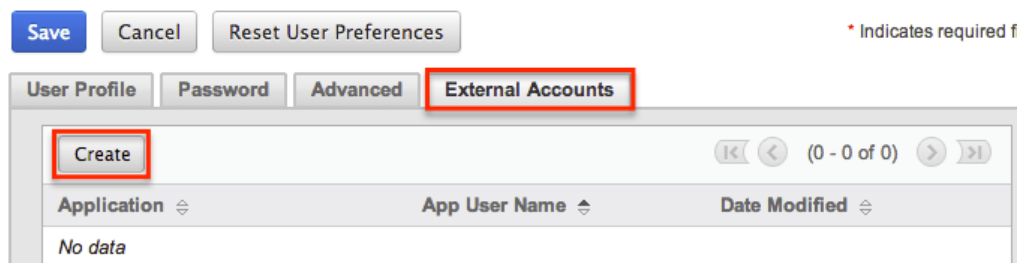 Save Cancel Reset User Preferences * Indicates required
User Profile Password Advanced External Accounts
Create (0 - 0 of 0)
Application App User Name Date Modified
No data